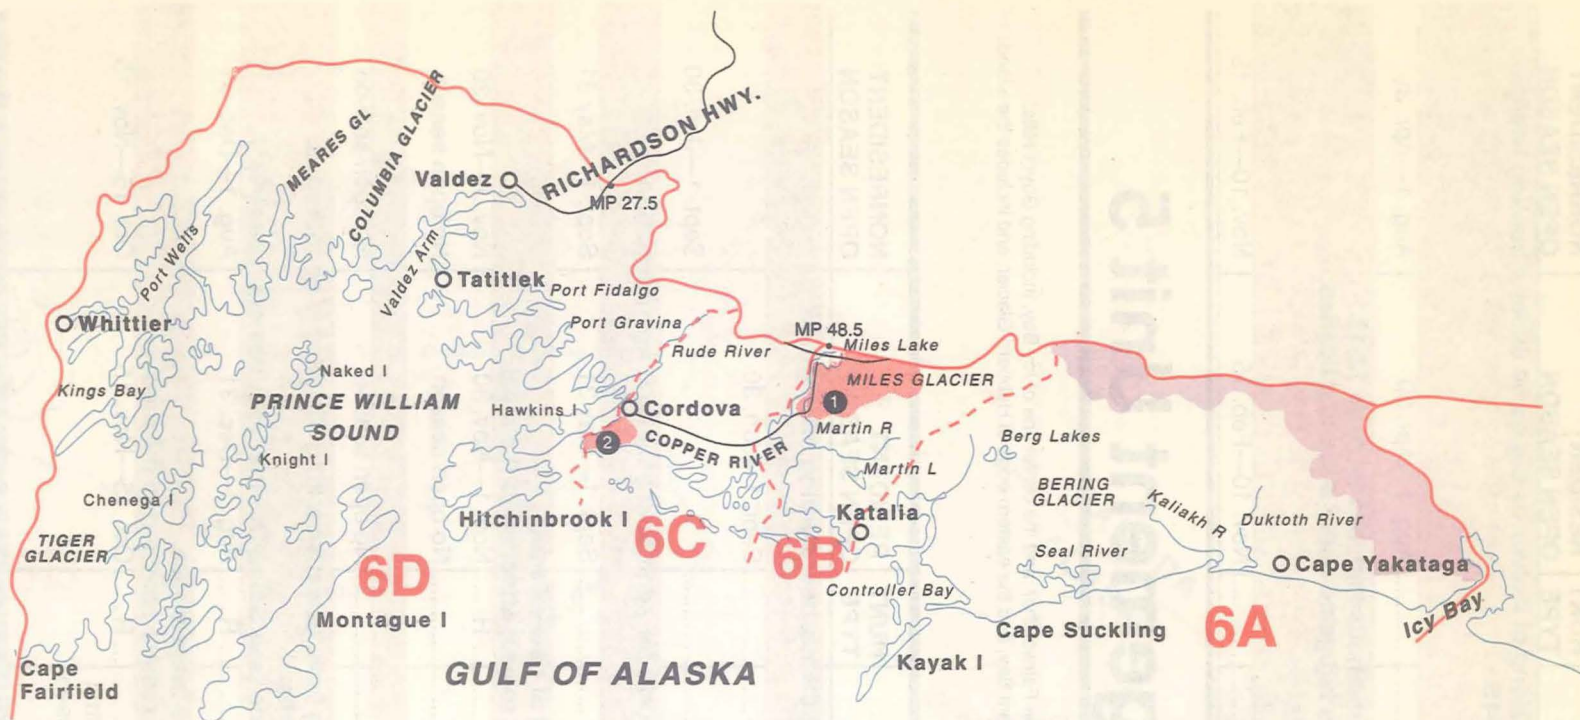 MEARES GL
COLUMBIA GLACIER
RICHARDSON HWY.
Valdez
MP 27.5
Port Wells
Valdez Arm
Tatitlek
Port Fidalgo
Whittier
Port Gravina
MP 48.5
Miles Lake
Rude River
Naked I
MILES GLACIER
Kings Bay
PRINCE WILLIAM
SOUND
Hawkins I
Cordova
1
Martin R
2
COPPER RIVER
Berg Lakes
Knight I
Martin L
BERING
GLACIER
Chenega I
Kaliakh R
Duktoth River
Hitchinbrook I
Katalla
TIGER
GLACIER
6C
6B
Seal River
Cape Yakataga
6D
Controller Bay
Icy Bay
Montague I
Cape Suckling
6A
Kayak I
Cape
Fairfield
GULF OF ALASKA